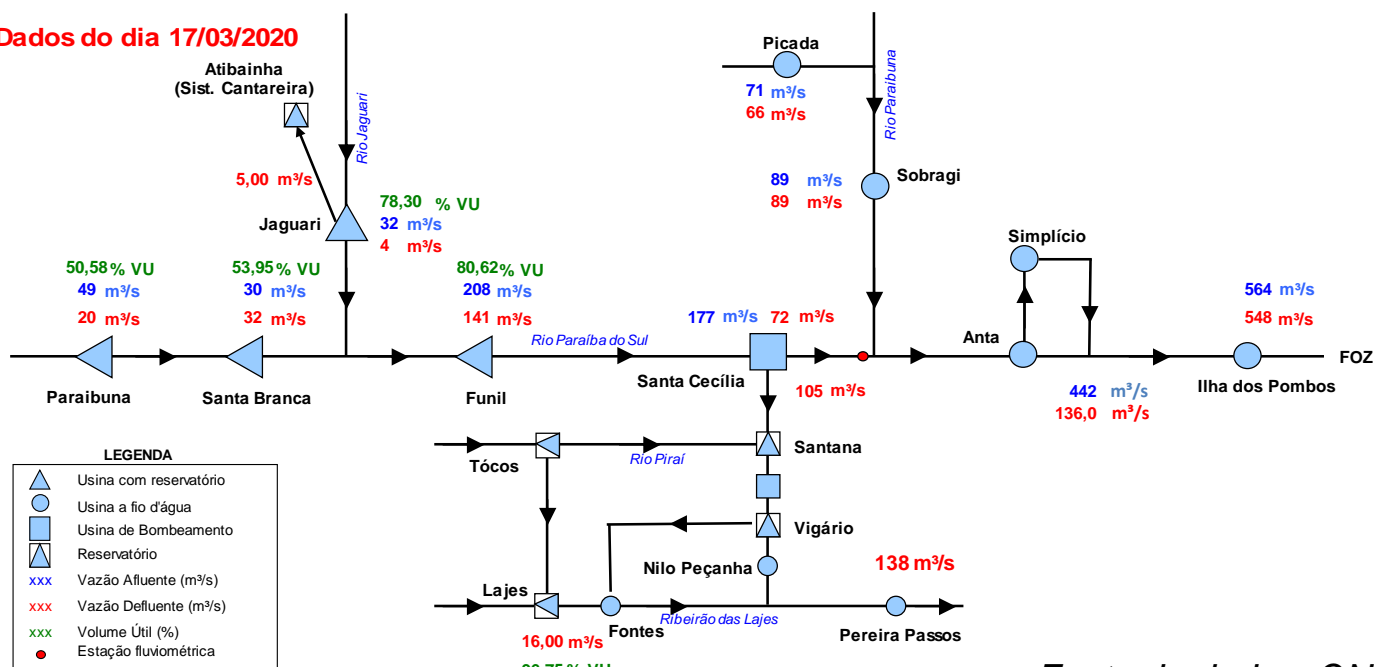 Dados do dia 17/03/2020
Picada
71 m³/s
66 m³/s
Rio Paraibuna
Atibainha
(Sist. Cantareira)
Rio Jaguari
5,00 m³/s
Jaguari
78,30 % VU
32 m³/s
4 m³/s
89 m³/s
89 m³/s
Sobragi
Simplício
50,58 % VU
49 m³/s
20 m³/s
53,95 % VU
30 m³/s
32 m³/s
80,62 % VU
208 m³/s
141 m³/s
Rio Paraíba do Sul
177 m³/s 72 m³/s
564 m³/s
548 m³/s
Anta
FOZ
Paraibuna
Santa Branca
Funil
Santa Cecília
105 m³/s
442 m³/s
136,0 m³/s
Ilha dos Pombos
Tócos
Rio Piraí
Santana
Vigário
Nilo Peçanha
138 m³/s
Lajes
Fontes
Ribeirão das Lajes
Pereira Passos
16,00 m³/s
LEGENDA
Usina com reservatório
Usina a fio d'água
Usina de Bombeamento
Reservatório
xxx Vazão Afluente (m³/s)
xxx Vazão Defluente (m³/s)
xxx Volume Útil (%)
Estação fluviométrica